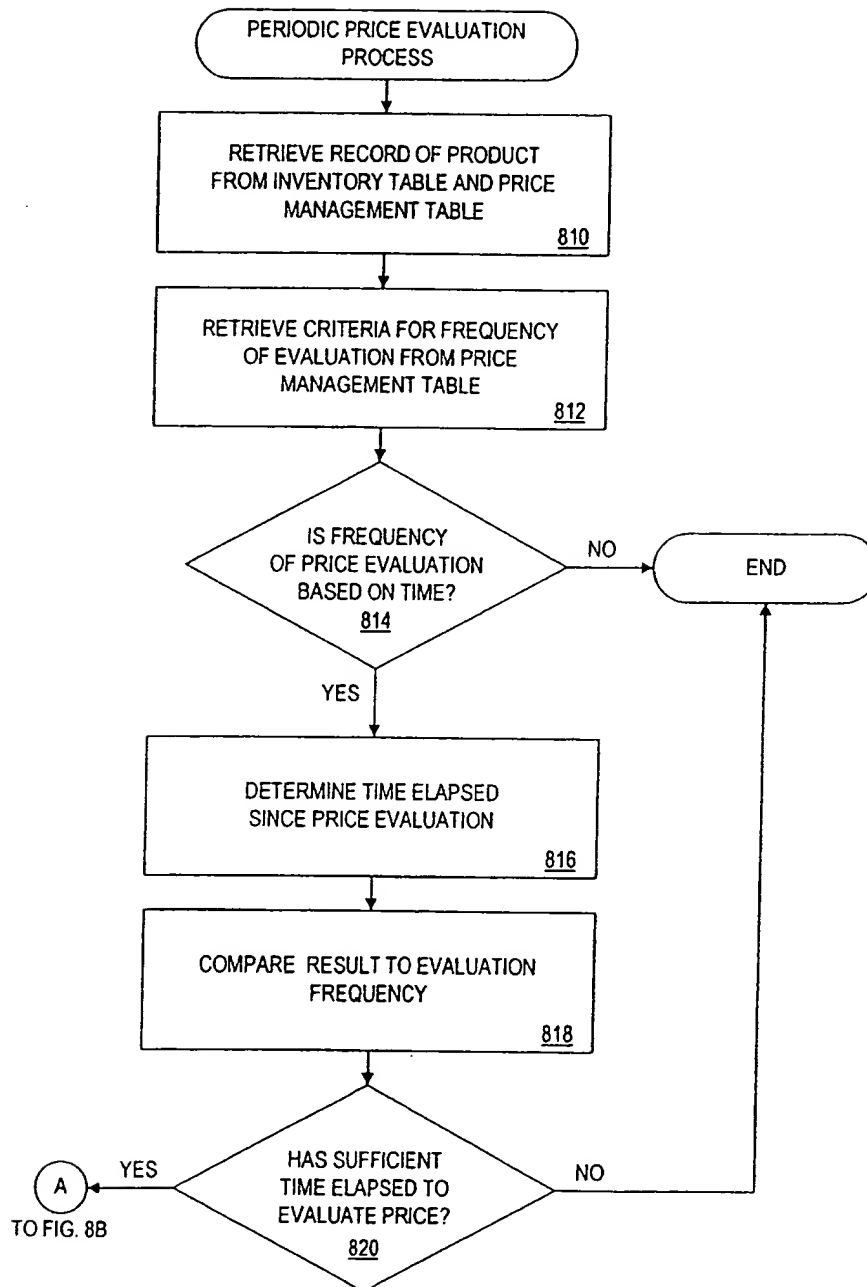 PERIODIC PRICE EVALUATION
PROCESS
RETRIEVE RECORD OF PRODUCT
FROM INVENTORY TABLE AND PRICE
MANAGEMENT TABLE
810
RETRIEVE CRITERIA FOR FREQUENCY
OF EVALUATION FROM PRICE
MANAGEMENT TABLE
812
IS FREQUENCY
OF PRICE EVALUATION
BASED ON TIME?
814
NO
END
YES
DETERMINE TIME ELAPSED
SINCE PRICE EVALUATION
816
COMPARE RESULT TO EVALUATION
FREQUENCY
818
HAS SUFFICIENT
TIME ELAPSED TO
EVALUATE PRICE?
820
NO
YES
A
TO FIG. 8B